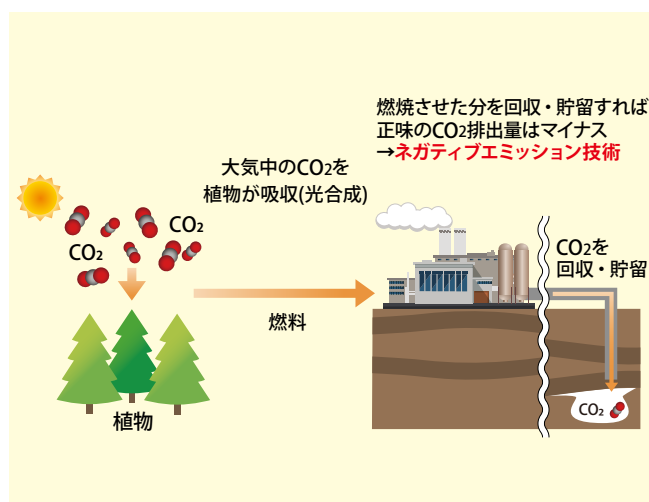 燃焼させた分を回収・貯留すれば
正味のCO2排出量はマイナス
→ネガティブエミッション技術
大気中のCO2を
植物が吸収(光合成)
CO2
CO2
CO2を
回収・貯留
燃料
植物
CO2